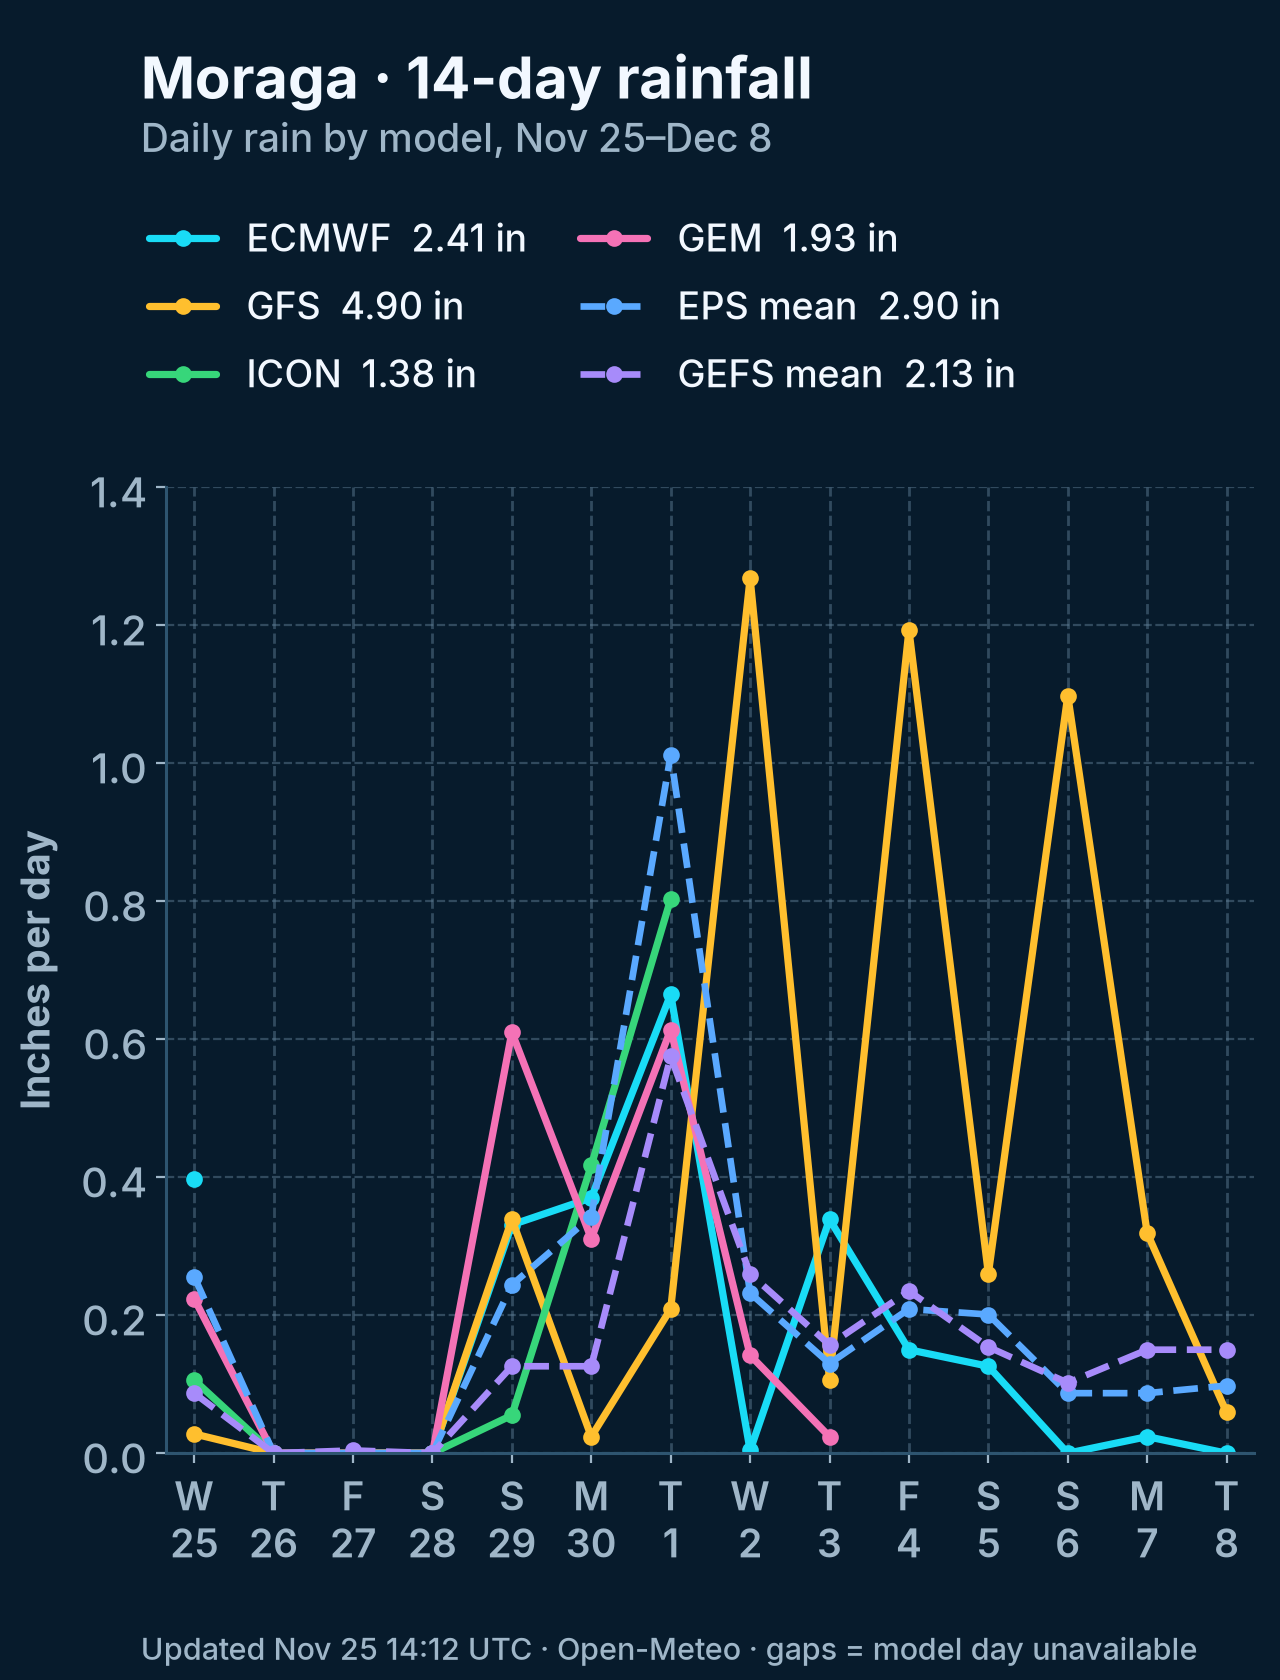 Moraga · 14-day rainfall
Daily rain by model, Nov 25–Dec 8
ECMWF 2.41 in GEM 1.93 in
GFS 4.90 in EPS mean 2.90 in
ICON 1.38 in GEFS mean 2.13 in
Inches per day
1.4
1.2
1.0
0.8
0.6
0.4
0.2
0.0
W T F S S M T W T F S S M T
25 26 27 28 29 30 1 2 3 4 5 6 7 8
Updated Nov 25 14:12 UTC · Open-Meteo · gaps = model day unavailable